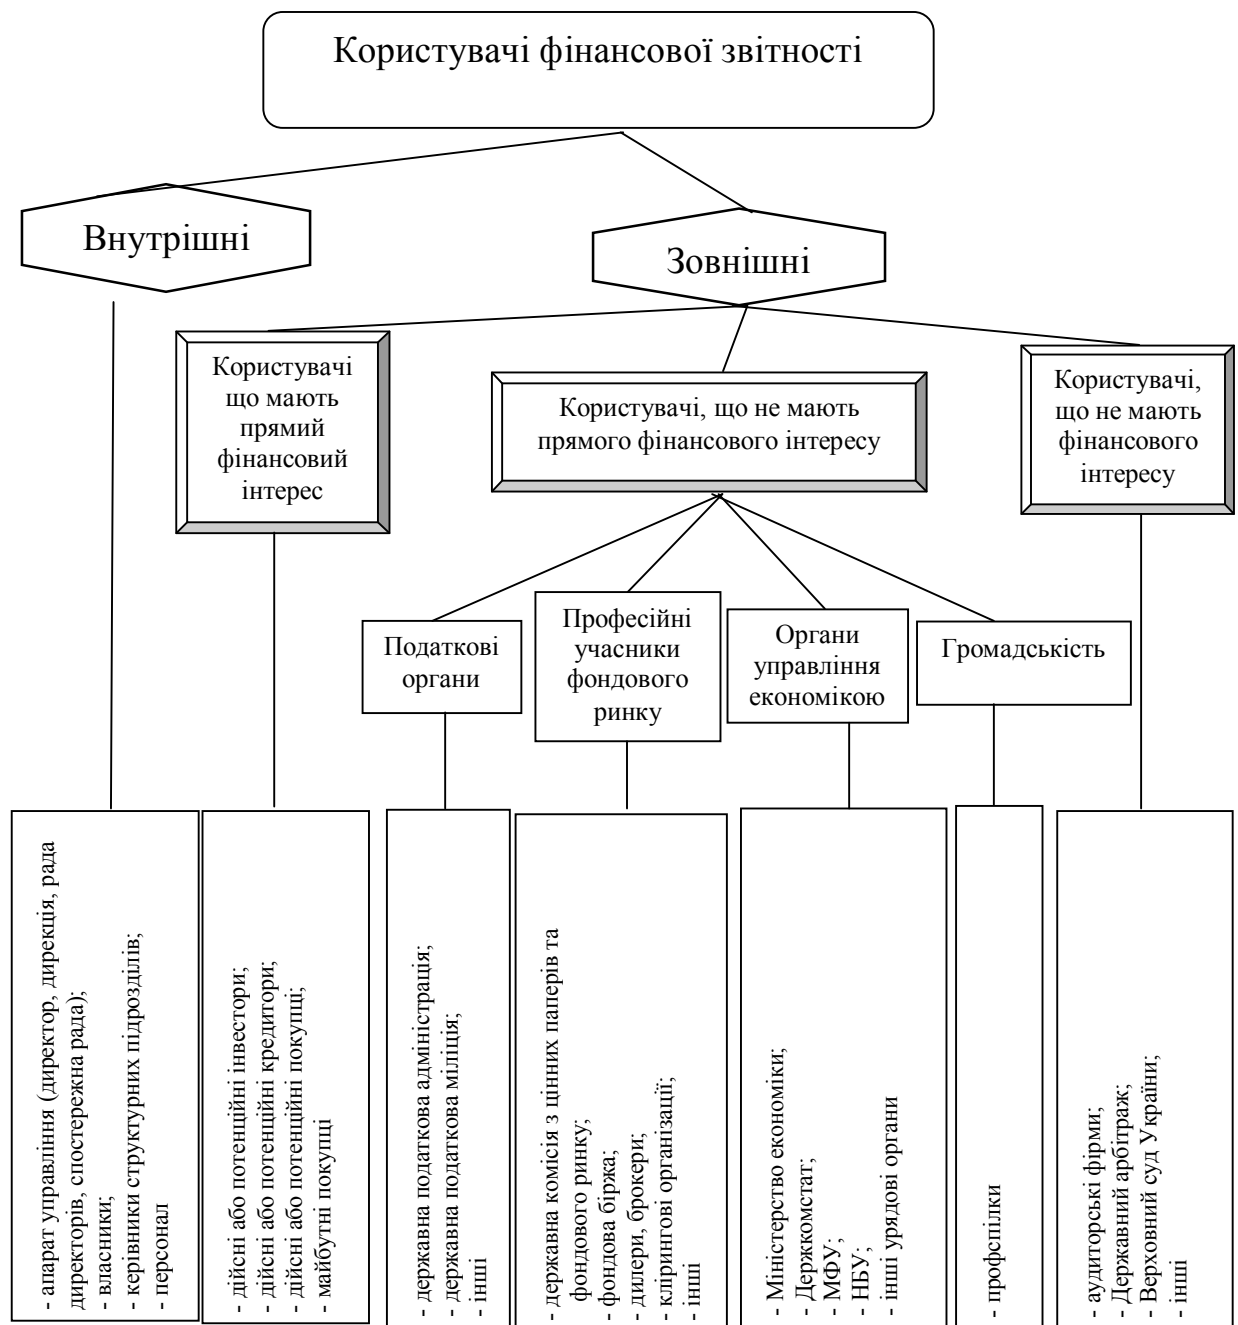 Користувачі фінансової звітності
Внутрішні
Зовнішні
Користувачі
що мають
прямий
фінансовий
інтерес
Користувачі, що не мають
прямого фінансового інтересу
Користувачі,
що не мають
фінансового
інтересу
Податкові
органи
Професійні
учасники
фондового
ринку
Органи
управління
економікою
Громадськість
- апарат управління (директор, дирекція, рада
директорів, спостережна рада);
- власники;
- керівники структурних підрозділів;
- персонал
- дійсні або потенційні інвестори;
- дійсні або потенційні кредитори;
- дійсні або потенційні покупці;
- майбутні покупці
- державна податкова адміністрація;
- державна податкова міліція;
- інші
- державна комісія з цінних паперів та
фондового ринку;
- фондова біржа;
- дилери, брокери;
- клірингові організації;
- інші
- Міністерство економіки;
- Держкомстат;
- МФУ;
- НБУ;
- інші урядові органи
- профспілки
- аудиторські фірми;
- Державний арбітраж;
- Верховний суд України;
- інші